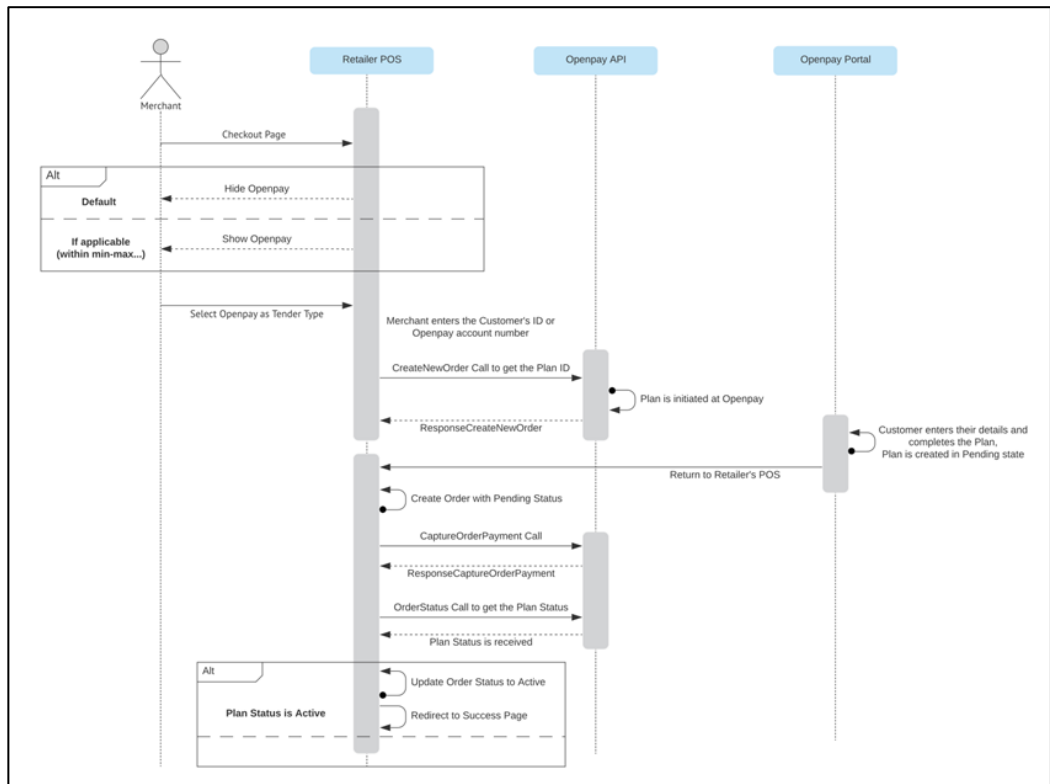 Retailer POS
Openpay API
Openpay Portal
Merchant
Checkout Page
Alt
Hide Openpay
Default
If applicable
(within min-max...)
Show Openpay
Select Openpay as Tender Type
Merchant enters the Customer's ID or
Openpay account number
CreateNewOrder Call to get the Plan ID
Plan is initiated at Openpay
ResponseCreateNewOrder
Customer enters their details and
completes the Plan,
Plan is created in Pending state
Return to Retailer's POS
Create Order with Pending Status
CaptureOrderPayment Call
ResponseCaptureOrderPayment
OrderStatus Call to get the Plan Status
Plan Status is received
Alt
Update Order Status to Active
Plan Status is Active
Redirect to Success Page